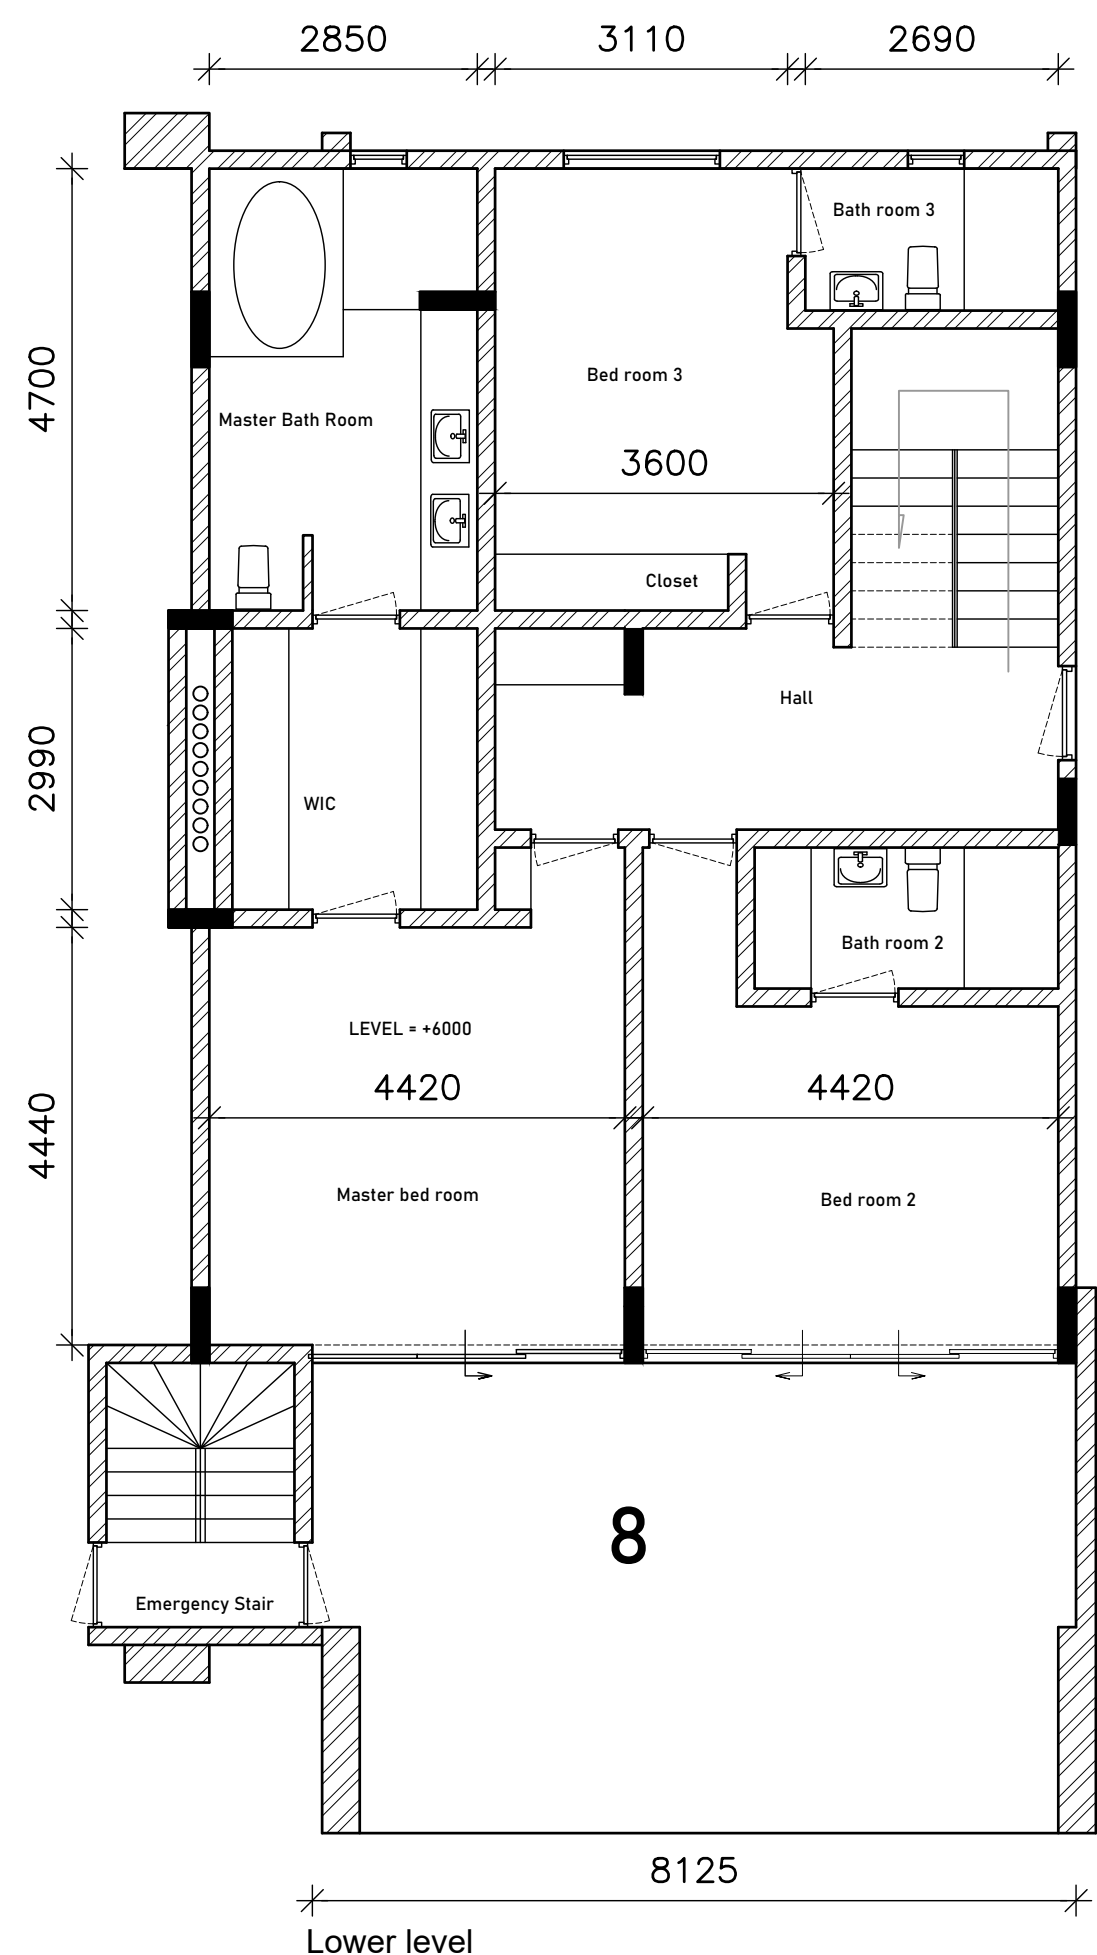 2850 3110 2690
Bath room 3
4700
Bed room 3
Master Bath Room
3600
Closet
Hall
2990
WIC
Bath room 2
LEVEL = +6000
4420 4420
4440
Master bed room
Bed room 2
8
Emergency Stair
8125
Lower level